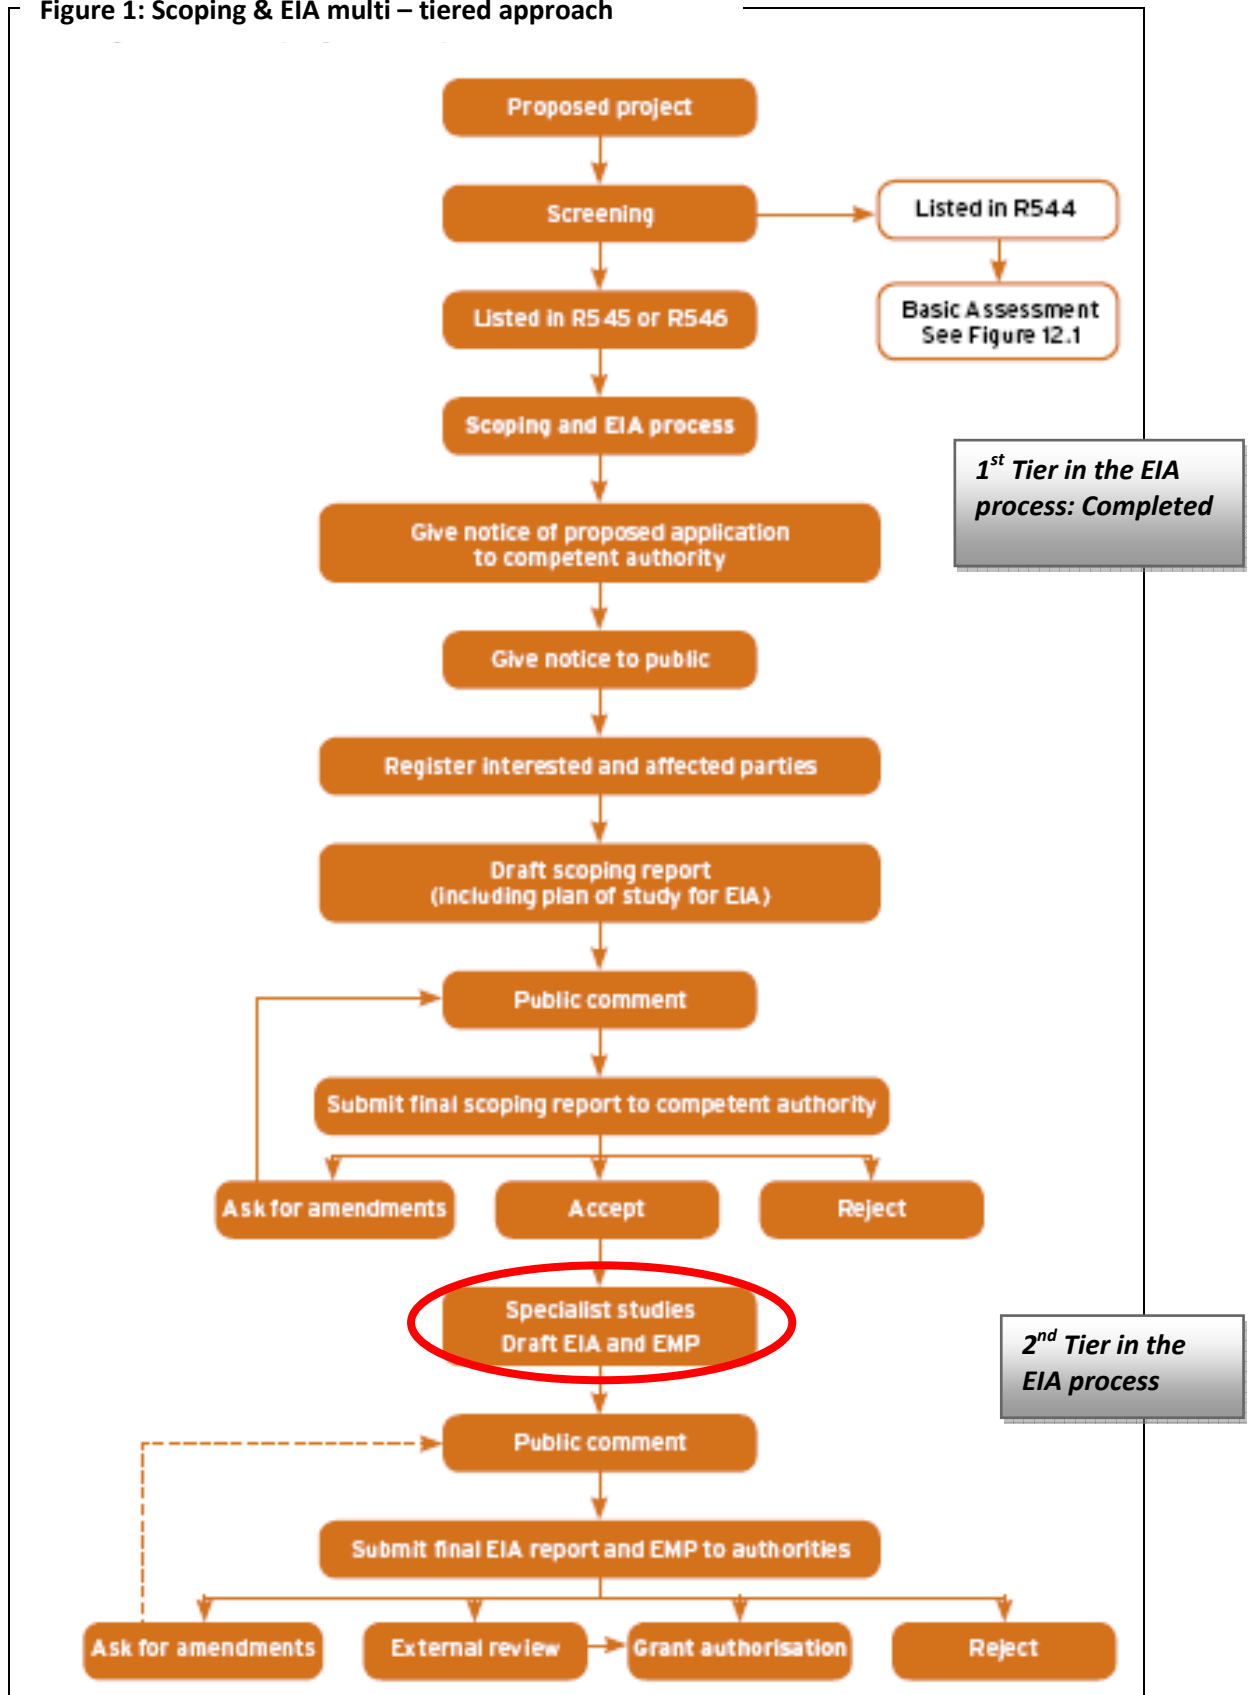 Figure 1: Scoping & EIA multi – tiered approach
Proposed project
Screening
Listed in R544
Listed in R545 or R546
Basic Assessment
See Figure 12.1
Scoping and EIA process
1st Tier in the EIA
process: Completed
Give notice of proposed application
to competent authority
Give notice to public
Register interested and affected parties
Draft scoping report
(including plan of study for EIA)
Public comment
Submit final scoping report to competent authority
Ask for amendments
Accept
Reject
Specialist studies
Draft EIA and EMP
2nd Tier in the
EIA process
Public comment
Submit final EIA report and EMP to authorities
Ask for amendments
External review
Grant authorisation
Reject